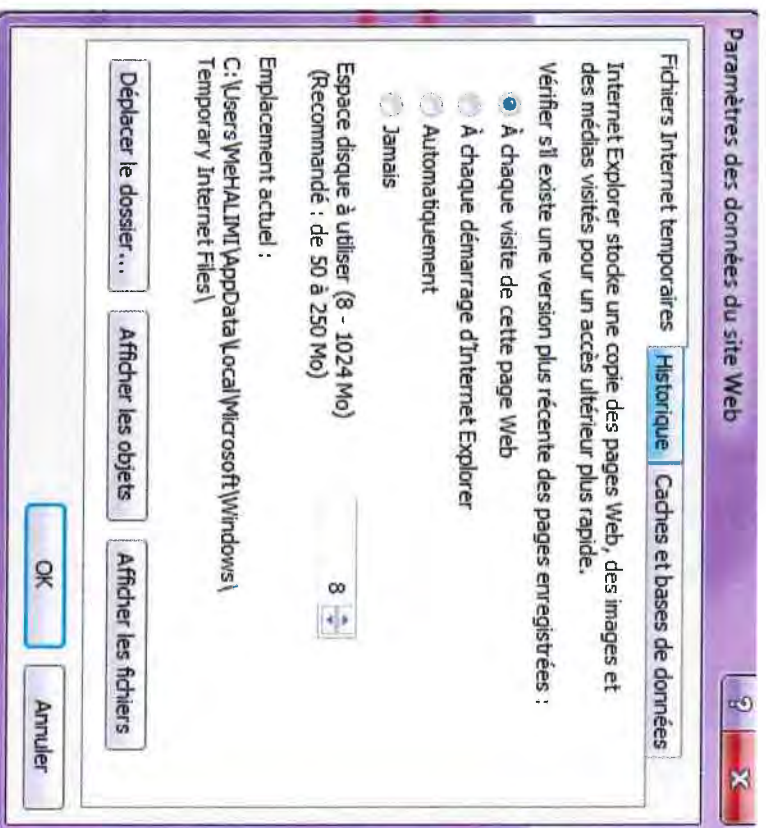 Paramètres des données du site Web
? X
Fichiers Internet temporaires Historique Caches et bases de données
Internet Explorer stocke une copie des pages Web, des images et
des médias visités pour un accès ultérieur plus rapide.
Vérifier s'il existe une version plus récente des pages enregistrées :
À chaque visite de cette page Web
À chaque démarrage d'Internet Explorer
Automatiquement
Jamais
Espace disque à utiliser (8 - 1024 Mo) 8
(Recommandé : de 50 à 250 Mo)
Emplacement actuel :
C:\Users\MeHALIMI\AppData\Local\Microsoft\Windows\
Temporary Internet Files\
Déplacer le dossier... Afficher les objets Afficher les fichiers
OK Annuler